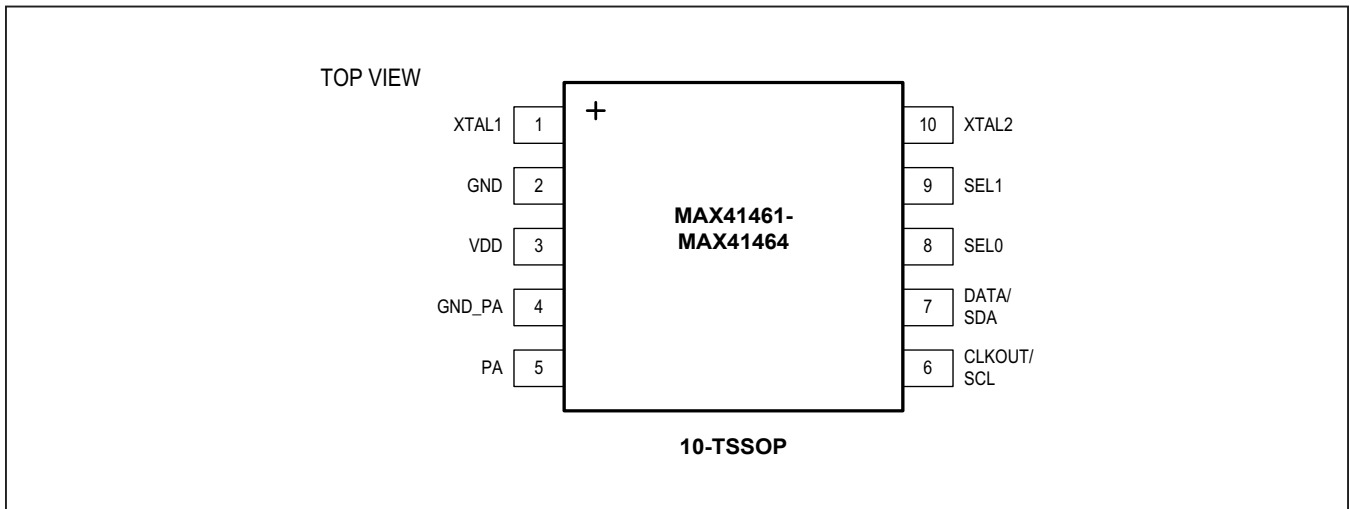 TOP VIEW
+
XTAL1 1
GND 2
VDD 3
GND_PA 4
PA 5
MAX41461-
MAX41464
10 XTAL2
9 SEL1
8 SEL0
7 DATA/
SDA
6 CLKOUT/
SCL
10-TSSOP